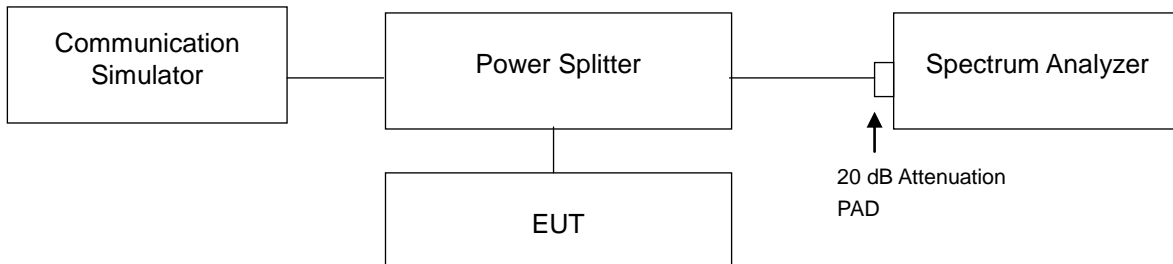 Communication
Simulator
Power Splitter
Spectrum Analyzer
20 dB Attenuation
PAD
EUT